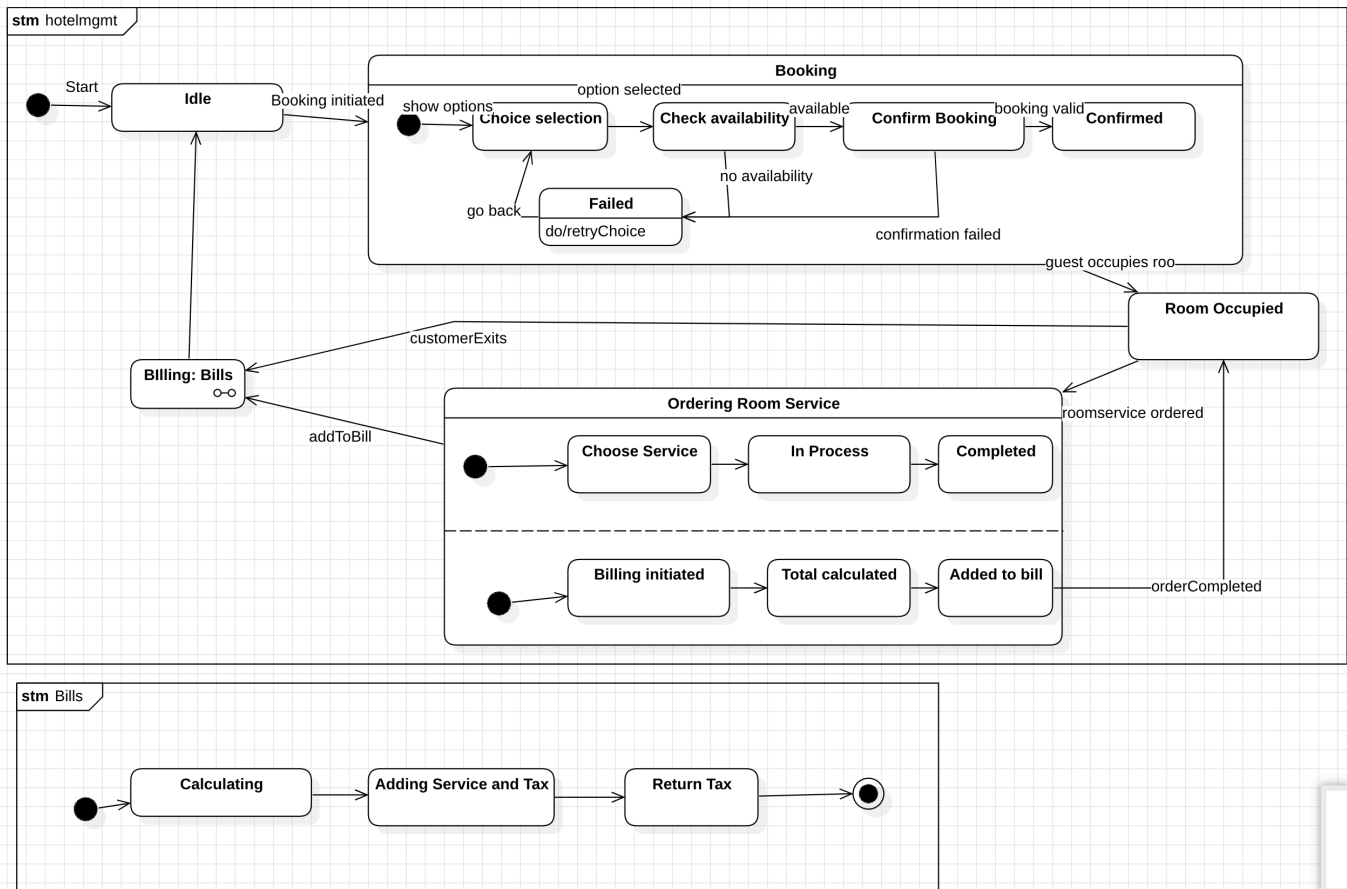 stm hotelmgmt
Start
Idle
Booking initiated
Booking
show options
option selected
Choice selection
Check availability
available
Confirm Booking
booking valid
Confirmed
no availability
go back
Failed
do/retryChoice
confirmation failed
guest occupies roo
Room Occupied
customerExits
BIlling: Bills
addToBill
Ordering Room Service
roomservice ordered
Choose Service
In Process
Completed
Billing initiated
Total calculated
Added to bill
orderCompleted
stm Bills
Calculating
Adding Service and Tax
Return Tax